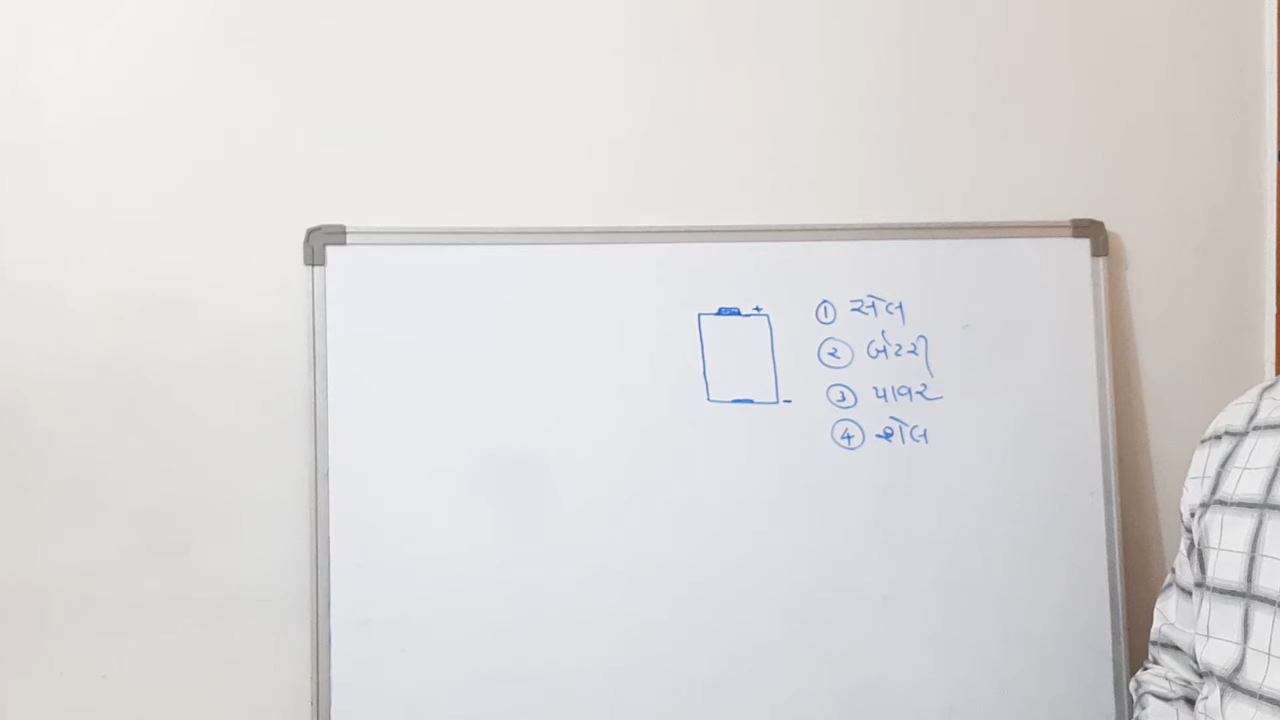 +
① સેલ
② બેટરી
-
③ પાવર
④ શેલ